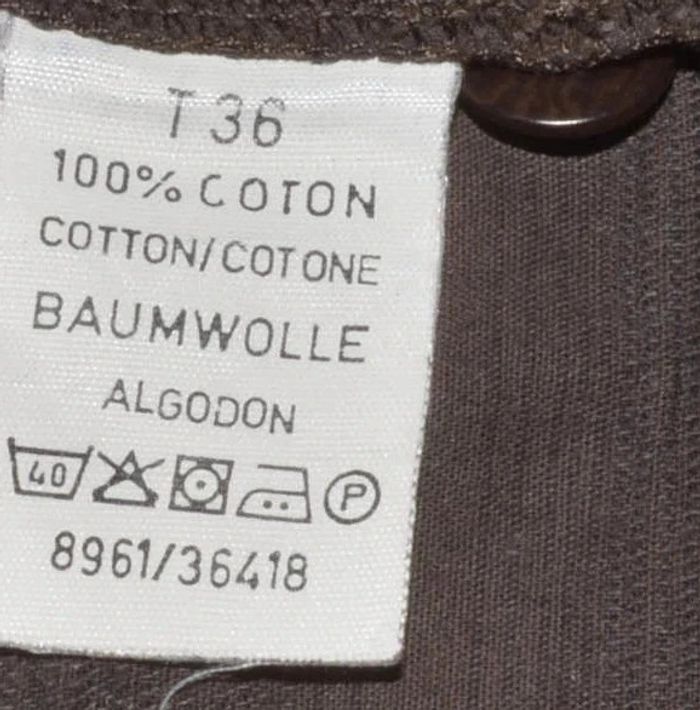 T 36
100% COTON
COTTON/COTONE
BAUMWOLLE
ALGODON
40 P
8961/36418